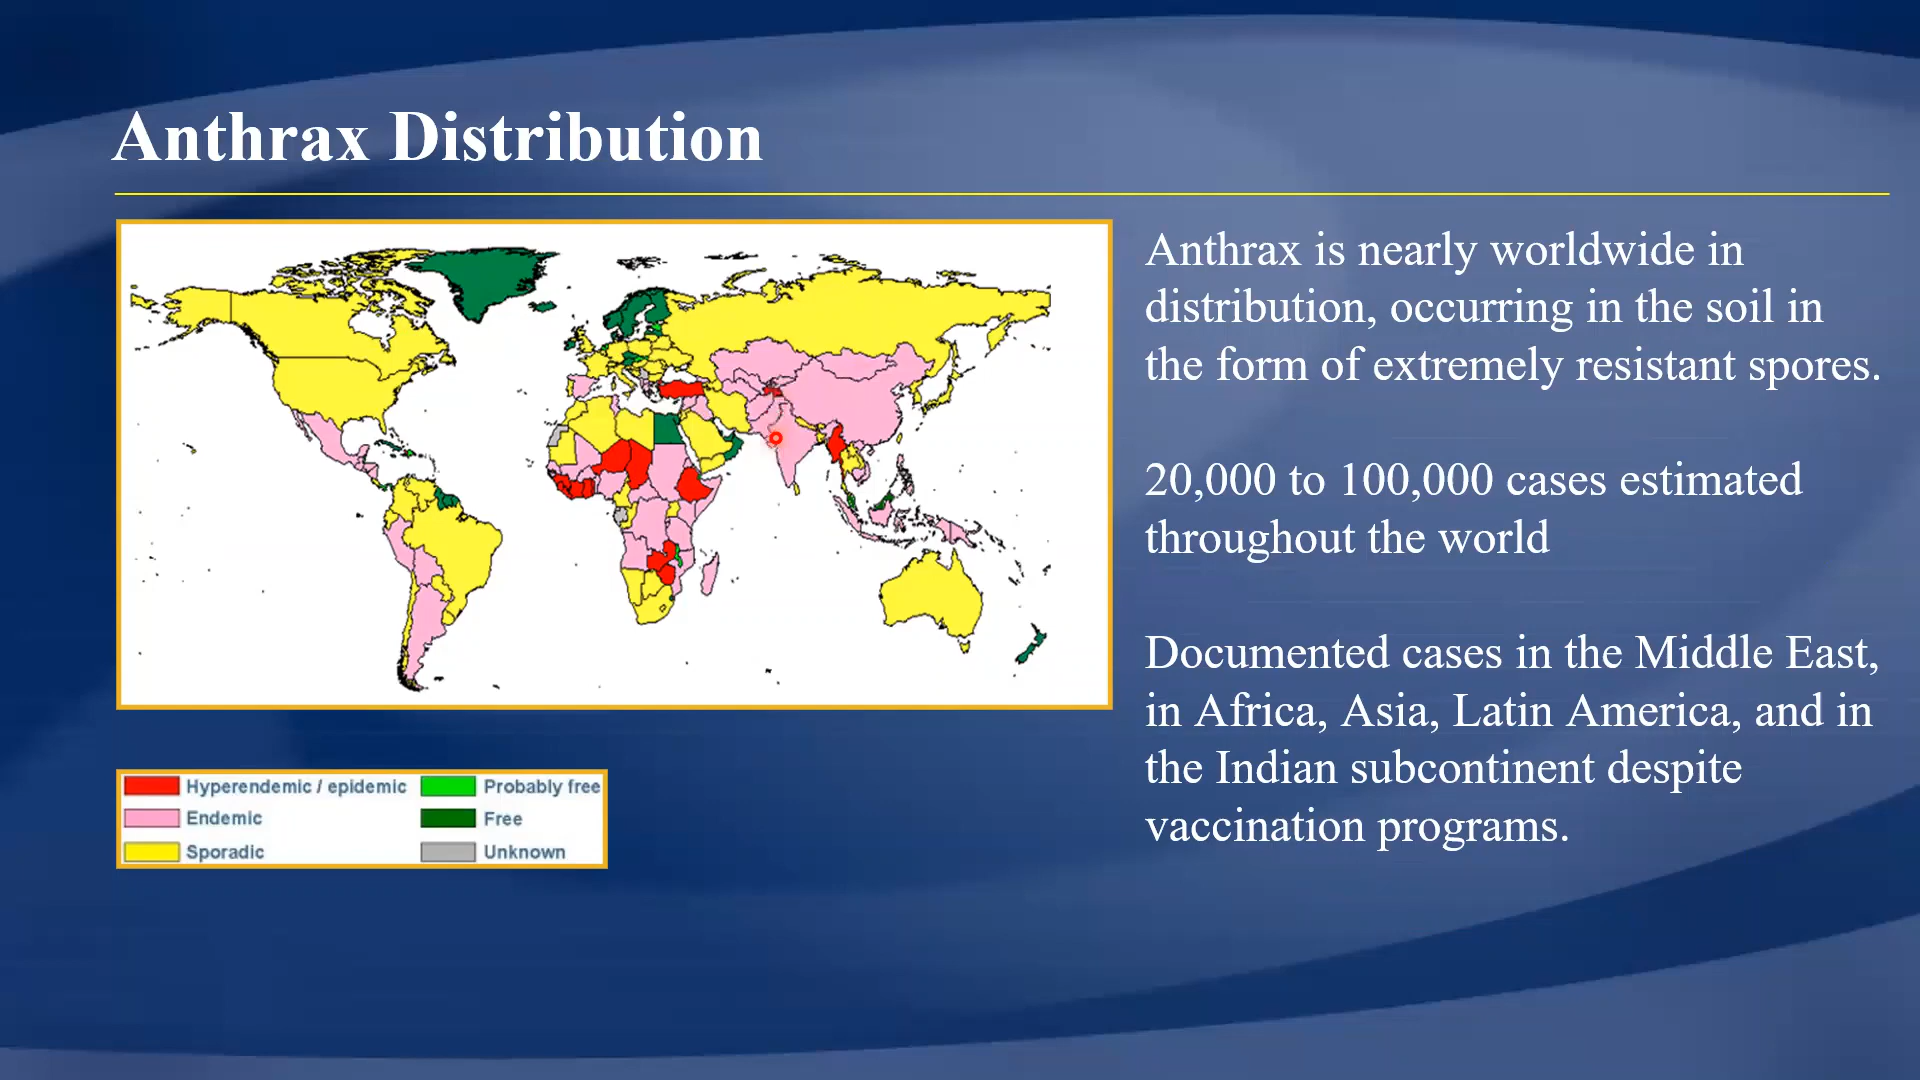 Anthrax Distribution
Anthrax is nearly worldwide in
distribution, occurring in the soil in
the form of extremely resistant spores.
20,000 to 100,000 cases estimated
throughout the world
Documented cases in the Middle East,
in Africa, Asia, Latin America, and in
the Indian subcontinent despite
vaccination programs.
Hyperendemic / epidemic
Endemic
Sporadic
Probably free
Free
Unknown